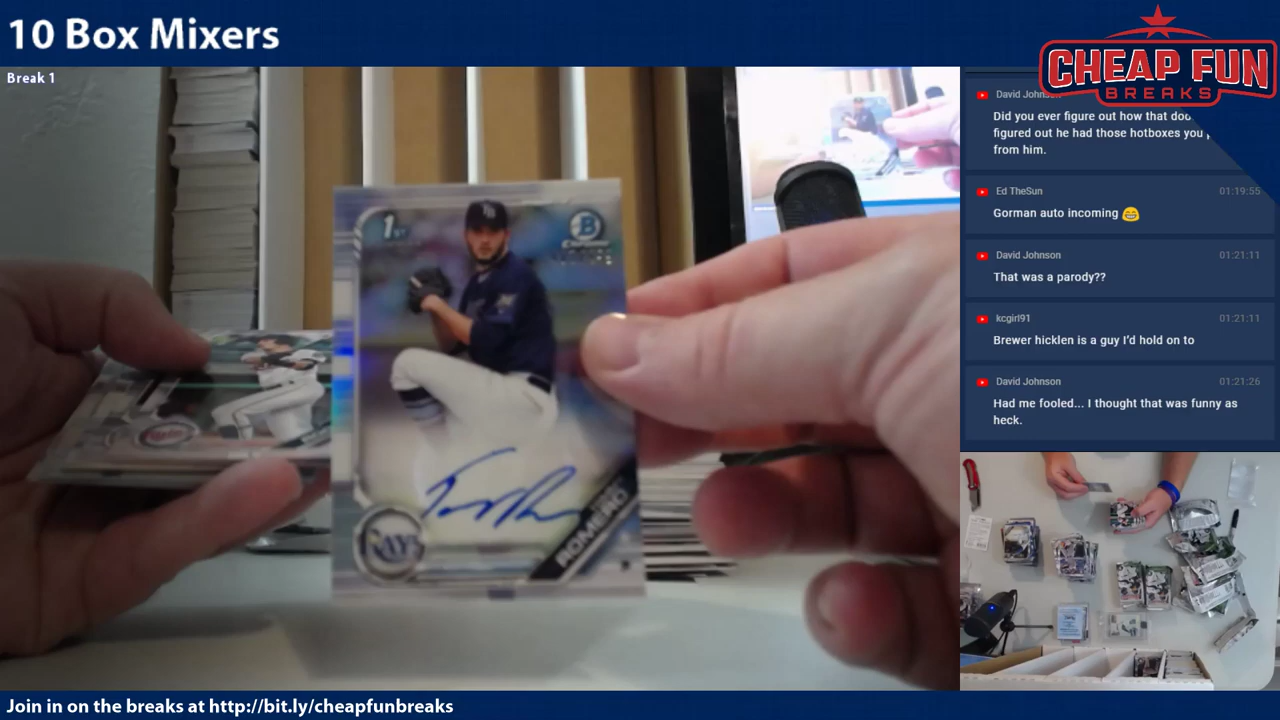 10 Box Mixers
Break 1
CHEAP FUN
BREAKS
David John
Did you ever figure out how that doo
figured out he had those hotboxes you
from him.
Ed TheSun
01:19:55
Gorman auto incoming 😂
David Johnson
01:21:11
That was a parody??
kcgirl91
01:21:11
Brewer hicklen is a guy I'd hold on to
David Johnson
01:21:26
Had me fooled... I thought that was funny as
heck.
1ST
B
CHROME
TB
ROMERO
RAYS
Join in on the breaks at http://bit.ly/cheapfunbreaks